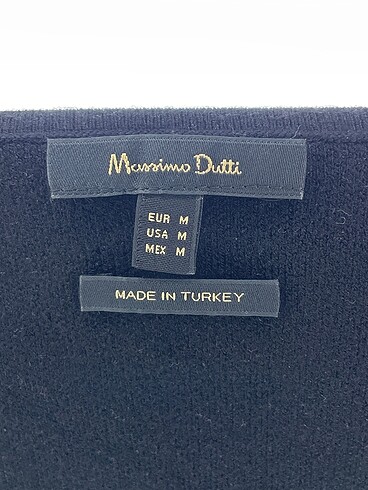 Massimo Dutti
EUR M
USA M
MEX M
MADE IN TURKEY